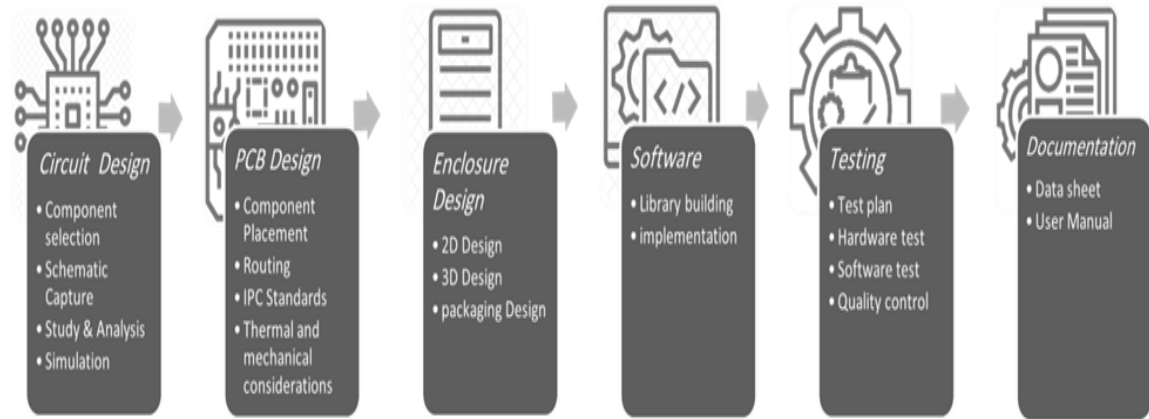 Circuit Design
• Component
selection
• Schematic
Capture
• Study & Analysis
• Simulation
PCB Design
• Component
Placement
• Routing
• IPC Standards
• Thermal and
mechanical
considerations
Enclosure
Design
• 2D Design
• 3D Design
• packaging Design
Software
• Library building
• implementation
Testing
• Test plan
• Hardware test
• Software test
• Quality control
Documentation
• Data sheet
• User Manual